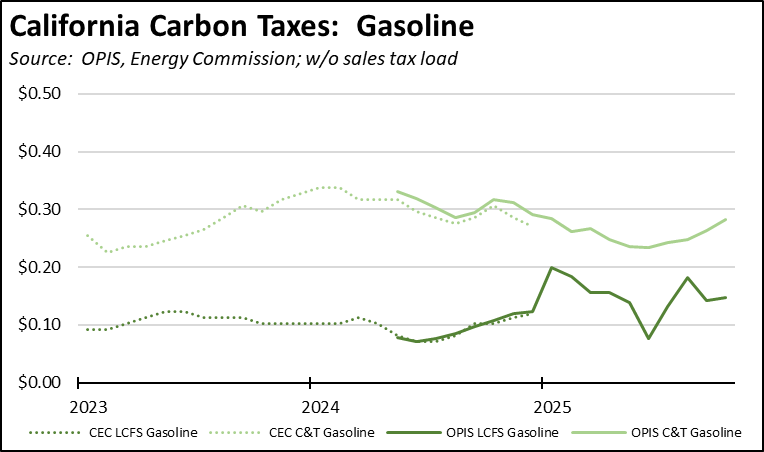 California Carbon Taxes:  Gasoline
Source:  OPIS, Energy Commission; w/o sales tax load
$0.50
$0.40
$0.30
$0.20
$0.10
$0.00
2023 2024 2025
CEC LCFS Gasoline CEC C&T Gasoline OPIS LCFS Gasoline OPIS C&T Gasoline